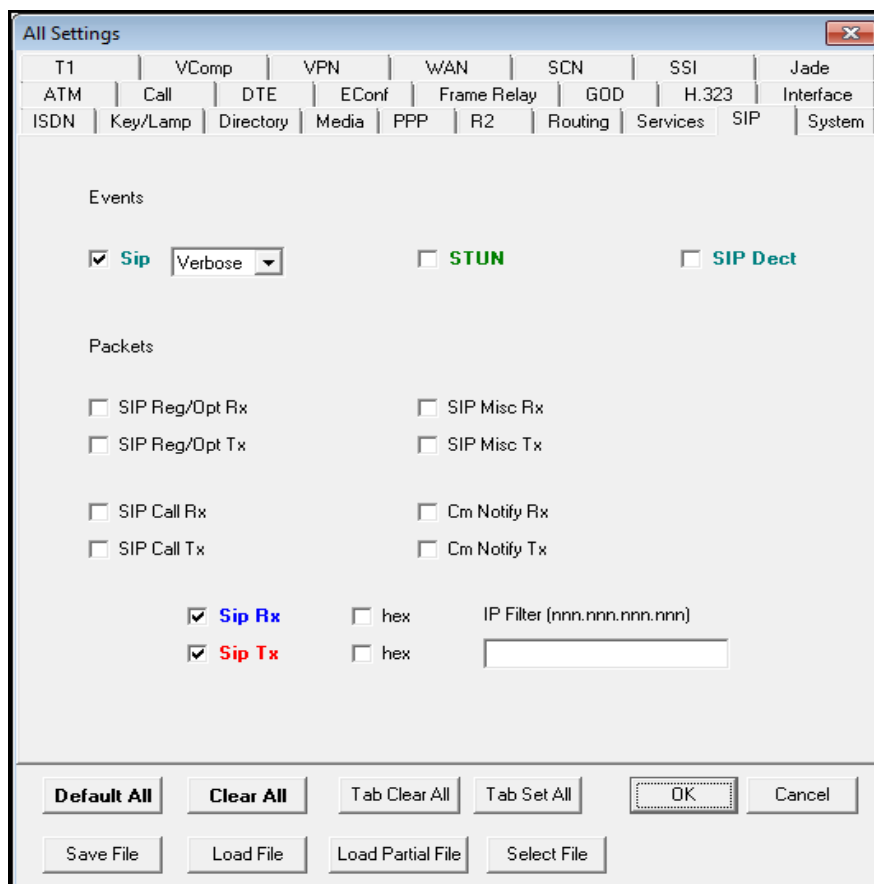 All Settings
T1 VComp VPN WAN SCN SSI Jade
ATM Call DTE EConf Frame Relay GOD H.323 Interface
ISDN Key/Lamp Directory Media PPP R2 Routing Services SIP System
Events
Sip Verbose STUN SIP Dect
Packets
SIP Reg/Opt Rx SIP Misc Rx
SIP Reg/Opt Tx SIP Misc Tx
SIP Call Rx Cm Notify Rx
SIP Call Tx Cm Notify Tx
Sip Rx hex IP Filter (nnn.nnn.nnn.nnn)
Sip Tx hex
Default All Clear All Tab Clear All Tab Set All OK Cancel
Save File Load File Load Partial File Select File